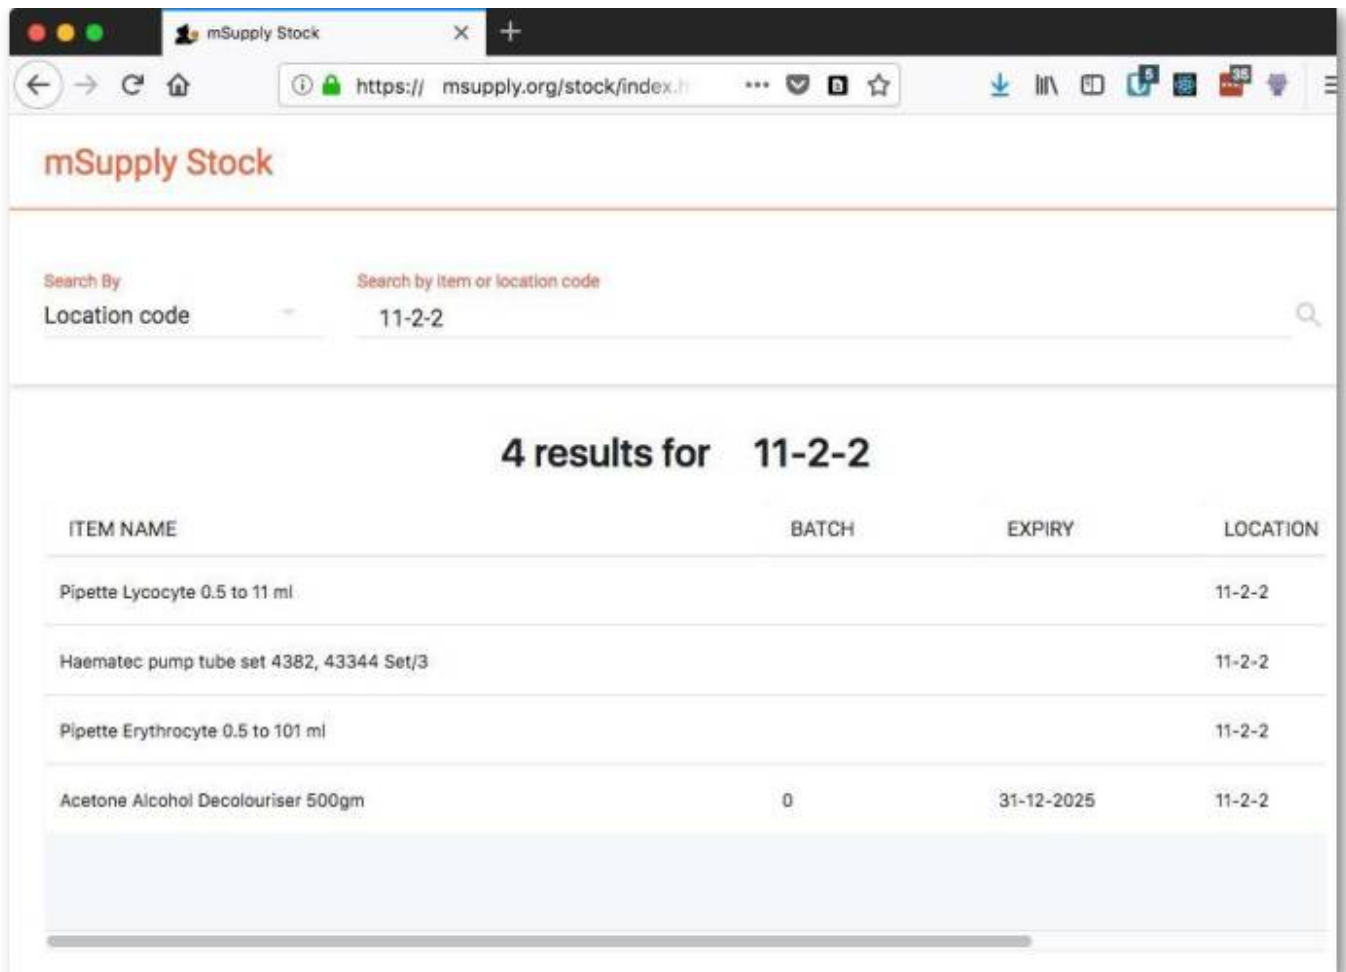 mSupply Stock
https:// msupply.org/stock/index.h
5
35
mSupply Stock
Search By
Search by item or location code
Location code
11-2-2
4 results for 11-2-2
ITEM NAME BATCH EXPIRY LOCATION
Pipette Lycocyte 0.5 to 11 ml 11-2-2
Haematec pump tube set 4382, 43344 Set/3 11-2-2
Pipette Erythrocyte 0.5 to 101 ml 11-2-2
Acetone Alcohol Decolouriser 500gm 0 31-12-2025 11-2-2